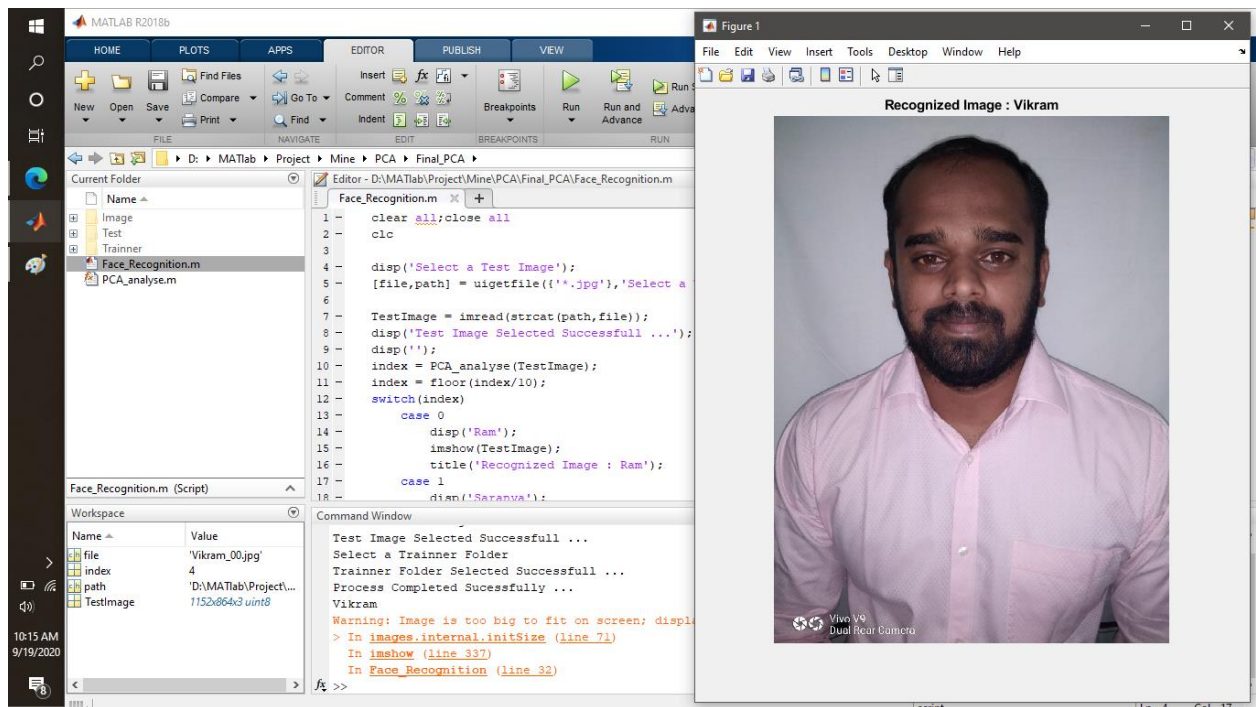 MATLAB R2018b
HOME PLOTS APPS EDITOR PUBLISH VIEW
New Open Save Find Files Compare Print
Go To Find
Insert fx
Comment %
Indent
Breakpoints Run Run and Advance
FILE NAVIGATE EDIT BREAKPOINTS RUN
D: MATlab Project Mine PCA Final_PCA
Current Folder
Name
Image
Test
Trainner
Face_Recognition.m
PCA_analyse.m
Face_Recognition.m (Script)
Workspace
Name Value
file 'Vikram_00.jpg'
index 4
path 'D:\MATlab\Project\...
TestImage 1152x864x3 uint8
Editor - D:\MATlab\Project\Mine\PCA\Final_PCA\Face_Recognition.m
Face_Recognition.m
1 - clear all;close all
2 - clc
3
4 - disp('Select a Test Image');
5 - [file,path] = uigetfile({'*.jpg'},'Select a
6
7 - TestImage = imread(strcat(path,file));
8 - disp('Test Image Selected Successfull ...');
9 - disp('');
10 - index = PCA_analyse(TestImage);
11 - index = floor(index/10);
12 - switch(index)
13 - case 0
14 - disp('Ram');
15 - imshow(TestImage);
16 - title('Recognized Image : Ram');
17 - case 1
18 - disp('Saranya');
Command Window
Test Image Selected Successfull ...
Select a Trainner Folder
Trainner Folder Selected Successfull ...
Process Completed Sucessfully ...
Vikram
Warning: Image is too big to fit on screen; displa
> In images.internal.initSize (line 71)
In imshow (line 337)
In Face_Recognition (line 32)
fx >>
Figure 1
File Edit View Insert Tools Desktop Window Help
Recognized Image : Vikram
Vivo V9
Dual Rear Camera
10:15 AM
9/19/2020
8